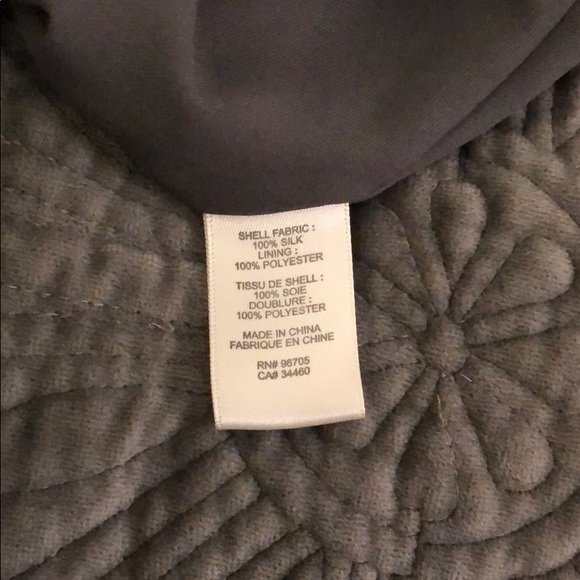 SHELL FABRIC :
100% SILK
LINING :
100% POLYESTER
TISSU DE SHELL :
100% SOIE
DOUBLURE :
100% POLYESTER
MADE IN CHINA
FABRIQUE EN CHINE
RN# 96705
CA# 34460